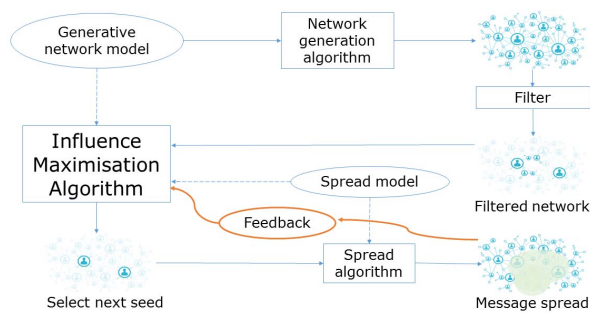 Generative
network model
Network
generation
algorithm
Filter
Influence
Maximisation
Algorithm
Spread model
Filtered network
Feedback
Spread
algorithm
Select next seed
Message spread